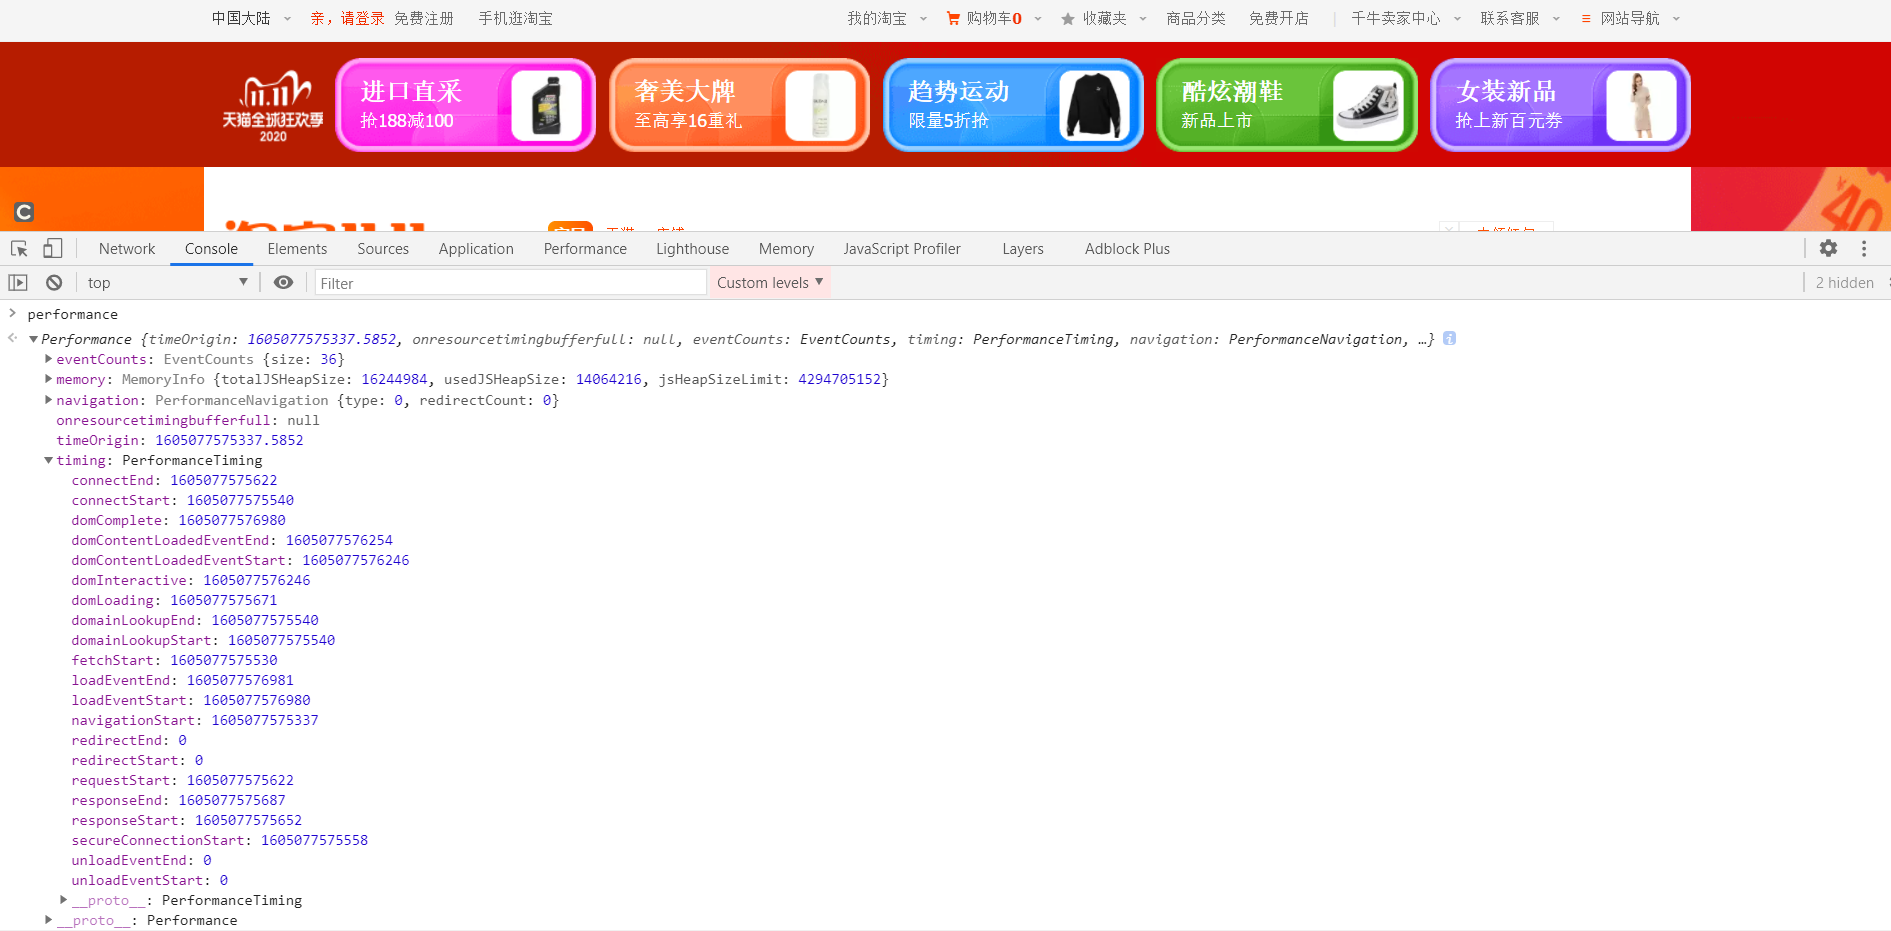 中国大陆 亲，请登录 免费注册 手机逛淘宝 我的淘宝 购物车0 收藏夹 商品分类 免费开店 千牛卖家中心 联系客服 网站导航
11.11
天猫全球狂欢季
2020
进口直采
抢188减100
奢美大牌
至高享16重礼
趋势运动
限量5折抢
酷炫潮鞋
新品上市
女装新品
抢上新百元券
¥40
C
Network Console Elements Sources Application Performance Lighthouse Memory JavaScript Profiler Layers Adblock Plus
top Filter Custom levels 2 hidden
performance
Performance {timeOrigin: 1605077575337.5852, onresourcetimingbufferfull: null, eventCounts: EventCounts, timing: PerformanceTiming, navigation: PerformanceNavigation, …}
eventCounts: EventCounts {size: 36}
memory: MemoryInfo {totalJSHeapSize: 16244984, usedJSHeapSize: 14064216, jsHeapSizeLimit: 4294705152}
navigation: PerformanceNavigation {type: 0, redirectCount: 0}
onresourcetimingbufferfull: null
timeOrigin: 1605077575337.5852
timing: PerformanceTiming
connectEnd: 1605077575622
connectStart: 1605077575540
domComplete: 1605077576980
domContentLoadedEventEnd: 1605077576254
domContentLoadedEventStart: 1605077576246
domInteractive: 1605077576246
domLoading: 1605077575671
domainLookupEnd: 1605077575540
domainLookupStart: 1605077575540
fetchStart: 1605077575530
loadEventEnd: 1605077576981
loadEventStart: 1605077576980
navigationStart: 1605077575337
redirectEnd: 0
redirectStart: 0
requestStart: 1605077575622
responseEnd: 1605077575687
responseStart: 1605077575652
secureConnectionStart: 1605077575558
unloadEventEnd: 0
unloadEventStart: 0
__proto__: PerformanceTiming
__proto__: Performance